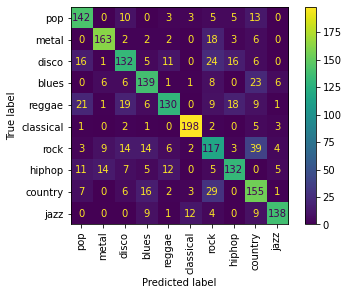 pop 142 0 10 0 3 3 5 5 13 0
metal 0 163 2 2 2 0 18 3 6 0
disco 16 1 132 5 11 0 24 16 6 0
blues 0 6 6 139 1 1 8 0 23 6
reggae 21 1 19 6 130 0 9 18 9 1
classical 1 0 2 1 0 198 2 0 5 3
rock 3 9 14 14 6 2 117 3 39 4
hiphop 11 14 7 5 12 0 5 132 0 5
country 7 0 6 16 2 3 29 0 155 1
jazz 0 0 0 9 1 12 4 0 9 138
True label
pop metal disco blues reggae classical rock hiphop country jazz
Predicted label
175
150
125
100
75
50
25
0